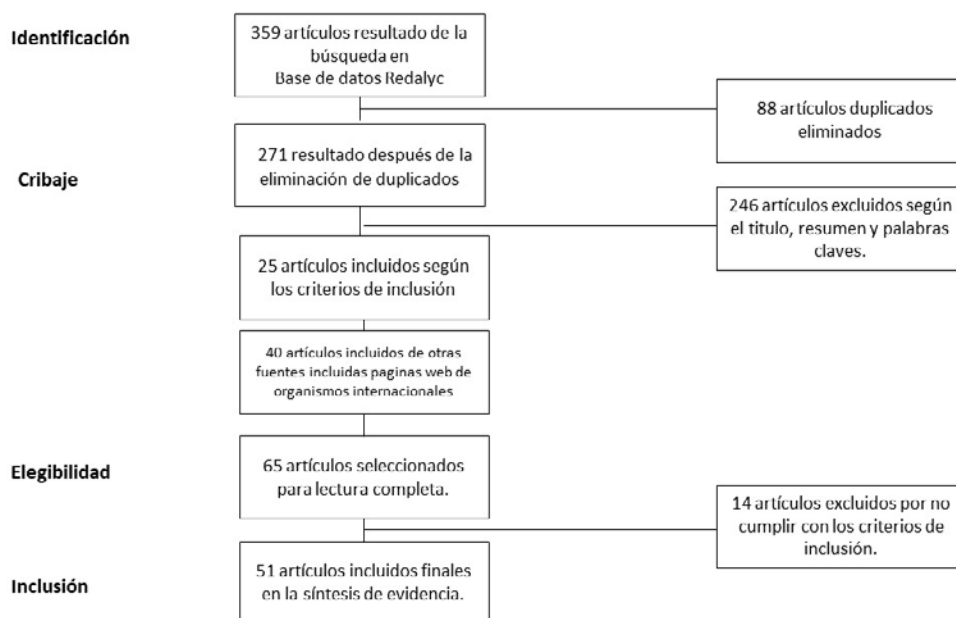 Identificación
359 artículos resultado de la
búsqueda en
Base de datos Redalyc
88 artículos duplicados
eliminados
Cribaje
271 resultado después de la
eliminación de duplicados
246 artículos excluidos según
el titulo, resumen y palabras
claves.
25 artículos incluidos según
los criterios de inclusión
40 artículos incluidos de otras
fuentes incluidas paginas web de
organismos internacionales
Elegibilidad
65 artículos seleccionados
para lectura completa.
14 artículos excluidos por no
cumplir con los criterios de
inclusión.
Inclusión
51 artículos incluidos finales
en la síntesis de evidencia.